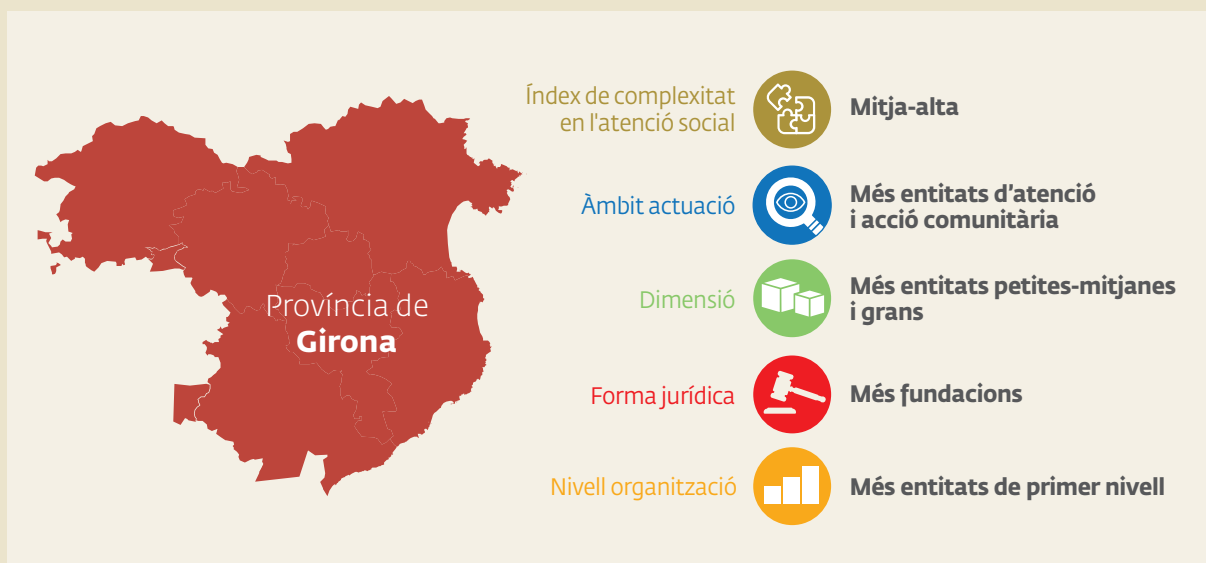 Província de
Girona
Índex de complexitat
en l'atenció social
Mitja-alta
Àmbit actuació
Més entitats d'atenció
i acció comunitària
Dimensió
Més entitats petites-mitjanes
i grans
Forma jurídica
Més fundacions
Nivell organització
Més entitats de primer nivell